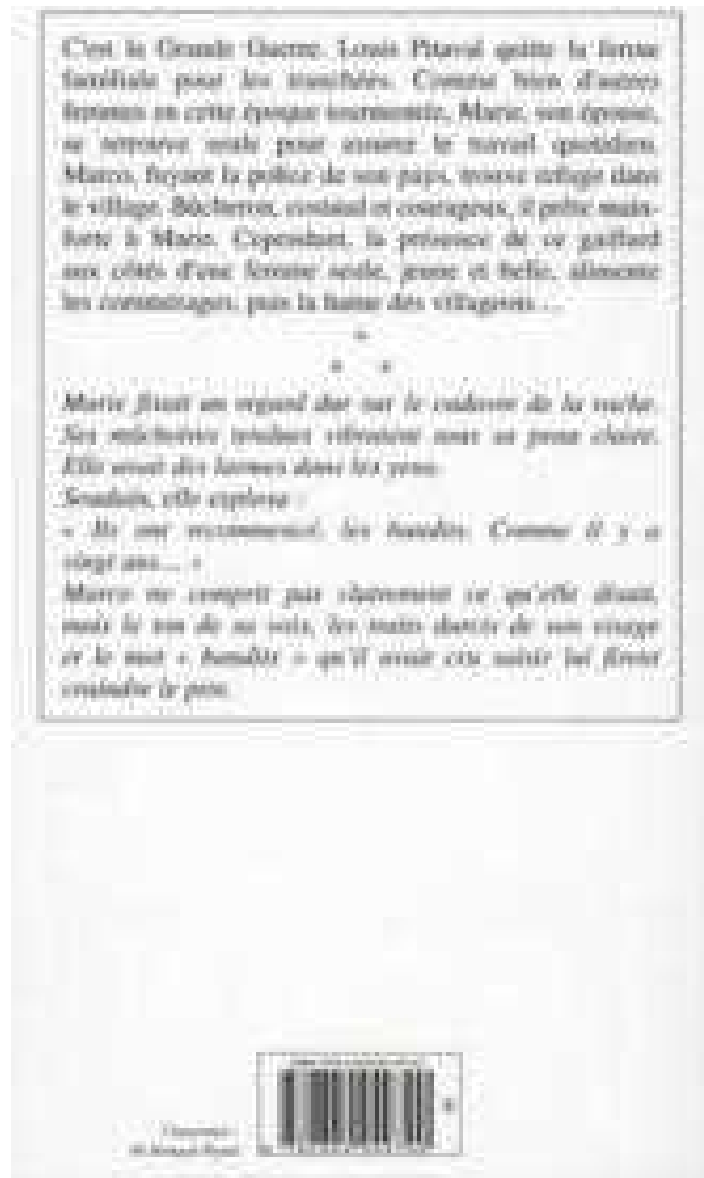 C'est la Grande Guerre. Louis Pitaval quitte la ferme
familiale pour les tranchées. Comme bien d'autres
femmes en cette époque tourmentée, Marie, son épouse,
se retrouve seule pour assurer le travail quotidien.
Marco, fuyant la police de son pays, trouve refuge dans
le village. Bûcheron, costaud et courageux, il prête main-
forte à Marie. Cependant, la présence de ce gaillard
aux côtés d'une femme seule, jeune et belle, alimente
les commérages, puis la haine des villageois...
*
* *
Marie fixait un regard dur sur le cadavre de la vache.
Ses mâchoires tendues vibraient sous sa peau claire.
Elle avait des larmes dans les yeux.
Soudain, elle explosa :
« Ils ont recommencé, les bandits. Comme il y a
vingt ans... »
Marco ne comprit pas clairement ce qu'elle disait,
mais le ton de sa voix, les traits durcis de son visage
et le mot « bandits » qu'il avait cru saisir lui firent
craindre le pire.